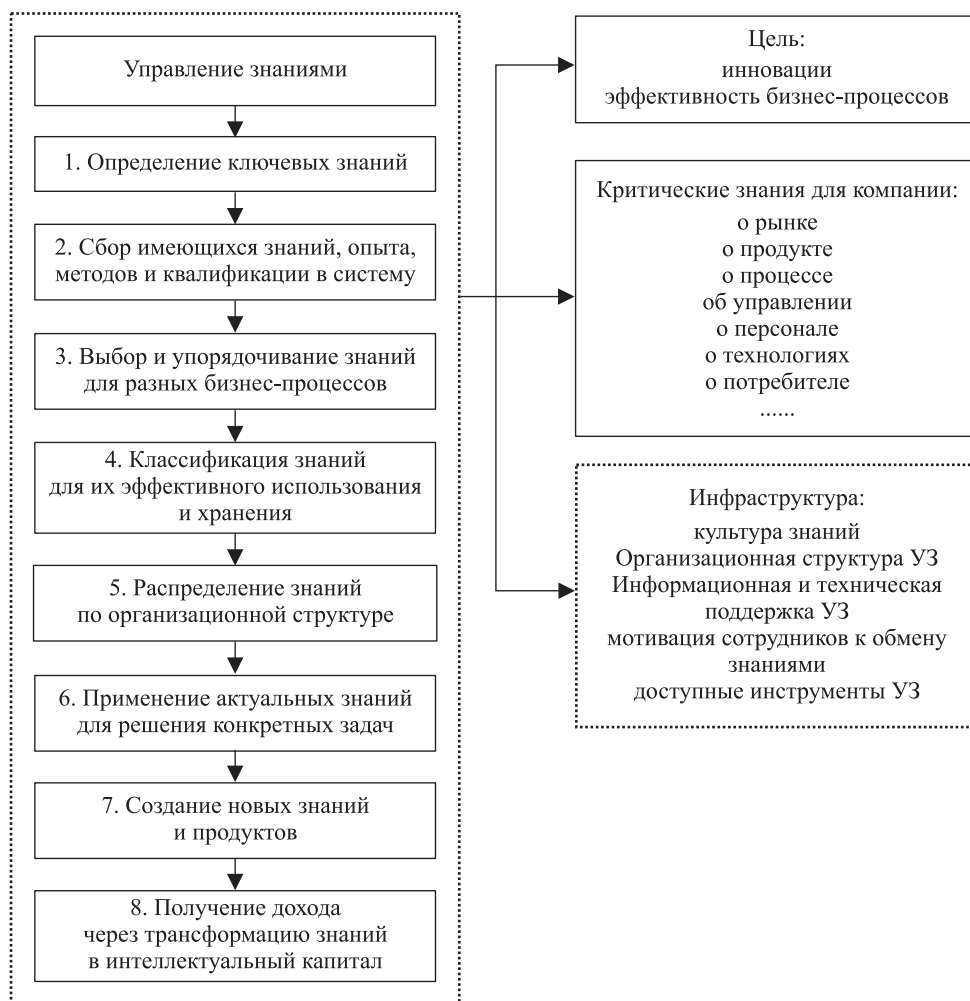 Управление знаниями
1. Определение ключевых знаний
2. Сбор имеющихся знаний, опыта,
методов и квалификации в систему
3. Выбор и упорядочивание знаний
для разных бизнес-процессов
4. Классификация знаний
для их эффективного использования
и хранения
5. Распределение знаний
по организационной структуре
6. Применение актуальных знаний
для решения конкретных задач
7. Создание новых знаний
и продуктов
8. Получение дохода
через трансформацию знаний
в интеллектуальный капитал
Цель:
инновации
эффективность бизнес-процессов
Критические знания для компании:
о рынке
о продукте
о процессе
об управлении
о персонале
о технологиях
о потребителе
......
Инфраструктура:
культура знаний
Организационная структура УЗ
Информационная и техническая
поддержка УЗ
мотивация сотрудников к обмену
знаниями
доступные инструменты УЗ